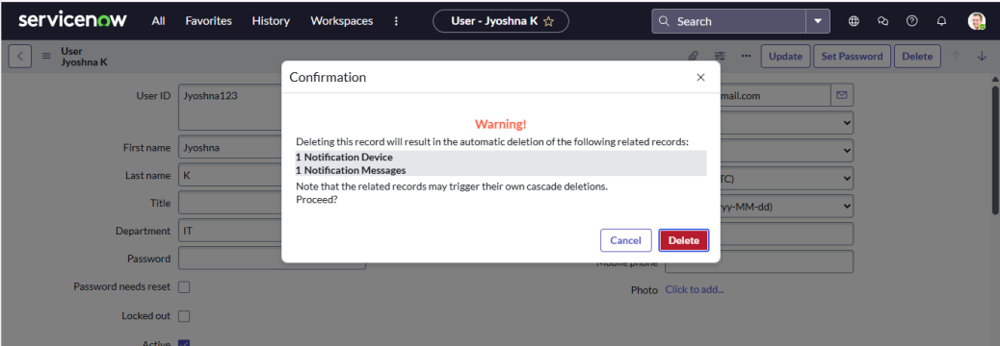 servicenow All Favorites History Workspaces User - Jyoshna K Search
User
Jyoshna K
Update Set Password Delete
Confirmation
User ID Jyoshna123
mail.com
Warning!
Deleting this record will result in the automatic deletion of the following related records:
First name Jyoshna
1 Notification Device
1 Notification Messages
Last name K
TC)
Note that the related records may trigger their own cascade deletions.
Proceed?
Title
yy-MM-dd)
Department IT
Cancel Delete
Password
Mobile phone
Password needs reset
Photo Click to add...
Locked out
Active